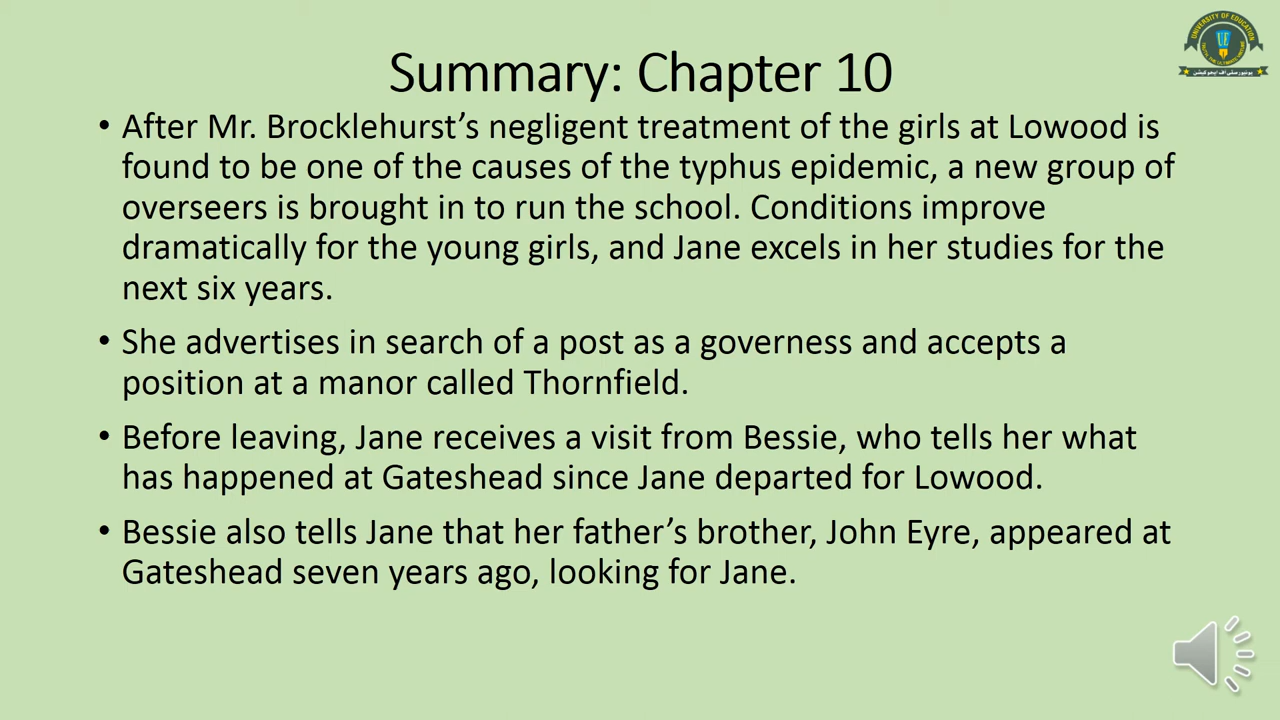 UNIVERSITY OF EDUCATION
Summary: Chapter 10
• After Mr. Brocklehurst’s negligent treatment of the girls at Lowood is
found to be one of the causes of the typhus epidemic, a new group of
overseers is brought in to run the school. Conditions improve
dramatically for the young girls, and Jane excels in her studies for the
next six years.
• She advertises in search of a post as a governess and accepts a
position at a manor called Thornfield.
• Before leaving, Jane receives a visit from Bessie, who tells her what
has happened at Gateshead since Jane departed for Lowood.
• Bessie also tells Jane that her father’s brother, John Eyre, appeared at
Gateshead seven years ago, looking for Jane.